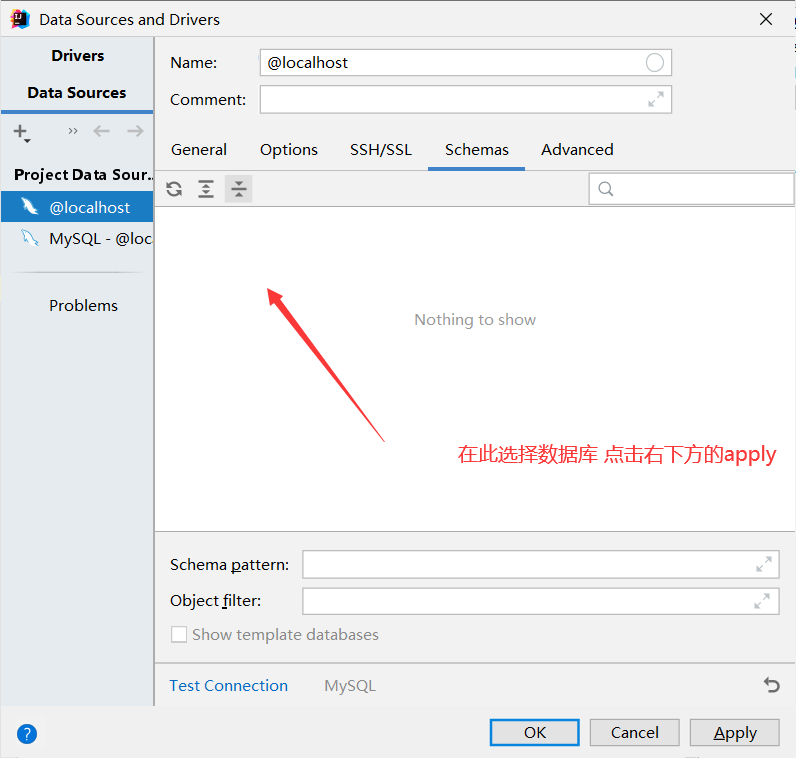 Data Sources and Drivers
Drivers
Data Sources
Project Data Sour..
@localhost
MySQL - @loca
Problems
Name: @localhost
Comment:
General Options SSH/SSL Schemas Advanced
Nothing to show
在此选择数据库 点击右下方的apply
Schema pattern:
Object filter:
Show template databases
Test Connection MySQL
? OK Cancel Apply